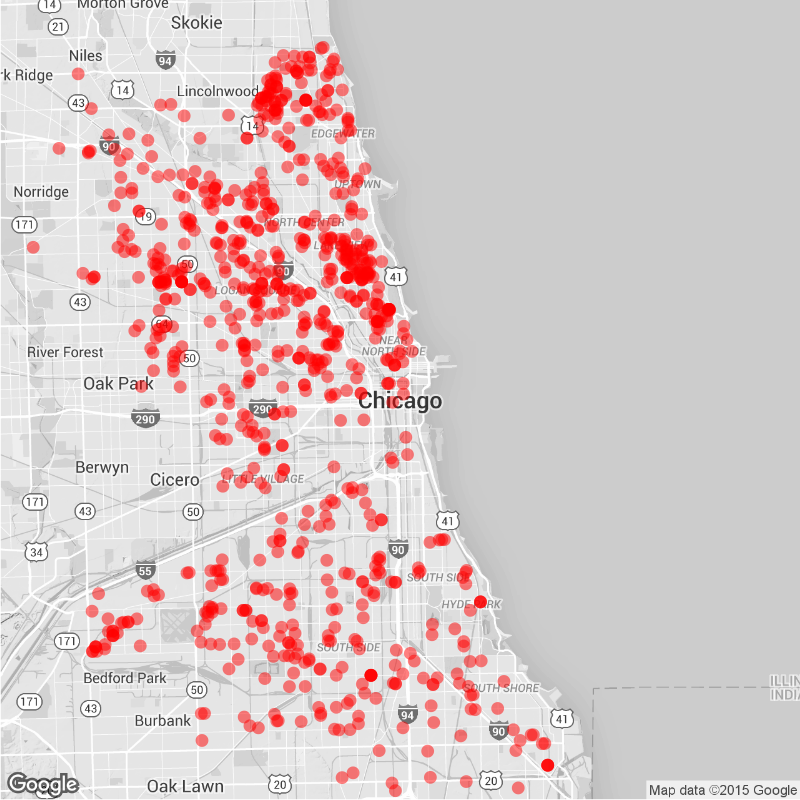 Morton Grove
14
21
Skokie
Niles
94
rk Ridge
14
Lincolnwood
43
14
EDGEWATER
90
UPTOWN
Norridge
19
171
NORTH CENTER
50
90
41
43
64
NEAR
NORTH SIDE
River Forest
50
Oak Park
Chicago
290
290
Berwyn
Cicero
LITTLE VILLAGE
171
43
50
41
34
90
55
SOUTH SIDE
HYDE PARK
171
SOUTH SIDE
Bedford Park
ILLIN
INDIA
50
SOUTH SHORE
171
43
Burbank
94
41
90
Google
Oak Lawn
20
20
Map data ©2015 Google